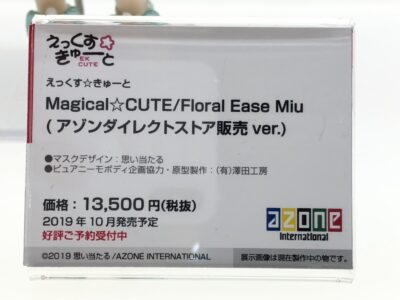 えっくす
きゅーと
EX
CUTE
えっくす☆きゅーと
Magical☆CUTE/Floral Ease Miu
(アゾンダイレクトストア販売 ver.)
●マスクデザイン:思い当たる
●ピュアニーモボディ企画協力・原型製作:(有)澤田工房
価格:13,500円(税抜)
2019年10月発売予定
好評ご予約受付中
azone
international
©2019 思い当たる/AZONE INTERNATIONAL
展示画像は現在製作中の物です。